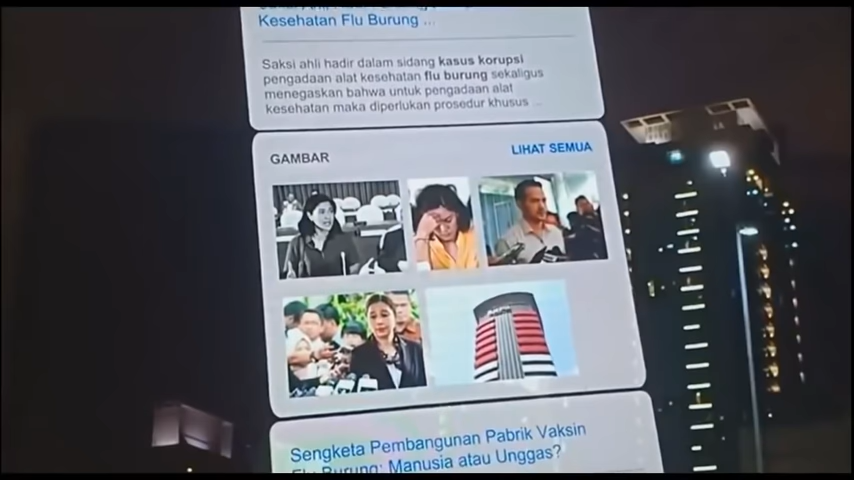 Kesehatan Flu Burung ...
Saksi ahli hadir dalam sidang kasus korupsi
pengadaan alat kesehatan flu burung sekaligus
menegaskan bahwa untuk pengadaan alat
kesehatan maka diperlukan prosedur khusus ...
GAMBAR
LIHAT SEMUA
Sengketa Pembangunan Pabrik Vaksin
Flu Burung: Manusia atau Unggas?